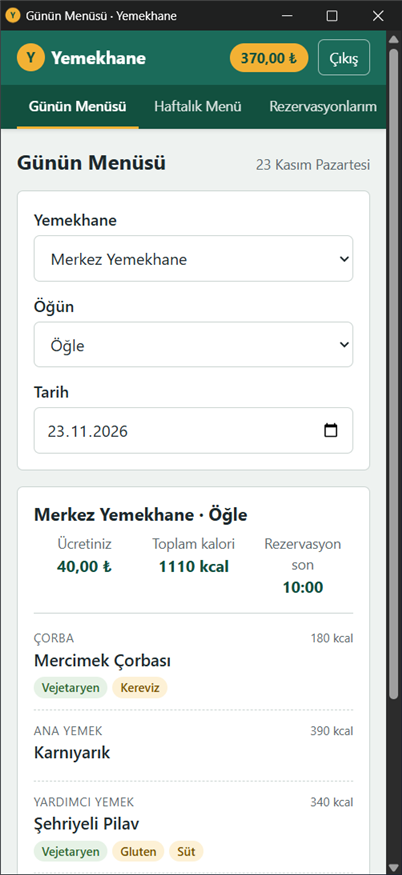 Y Günün Menüsü · Yemekhane
Y Yemekhane 370,00 ₺ Çıkış
Günün Menüsü Haftalık Menü Rezervasyonlarım
Günün Menüsü 23 Kasım Pazartesi
Yemekhane
Merkez Yemekhane
Öğün
Öğle
Tarih
23.11.2026
Merkez Yemekhane · Öğle
Ücretiniz Toplam kalori Rezervasyon son
40,00 ₺ 1110 kcal 10:00
ÇORBA 180 kcal
Mercimek Çorbası
Vejetaryen Kereviz
ANA YEMEK 390 kcal
Karnıyarık
YARDIMCI YEMEK 340 kcal
Şehriyeli Pilav
Vejetaryen Gluten Süt